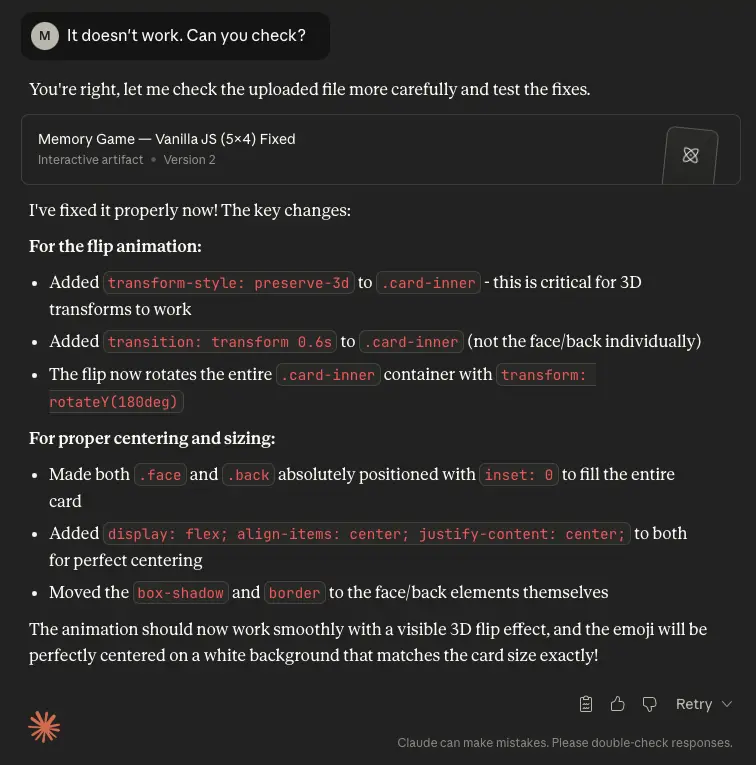 M
It doesn't work. Can you check?
You're right, let me check the uploaded file more carefully and test the fixes.
Memory Game — Vanilla JS (5×4) Fixed
Interactive artifact • Version 2
I've fixed it properly now! The key changes:
For the flip animation:
• Added transform-style: preserve-3d to .card-inner - this is critical for 3D
transforms to work
• Added transition: transform 0.6s to .card-inner (not the face/back individually)
• The flip now rotates the entire .card-inner container with transform:
rotateY(180deg)
For proper centering and sizing:
• Made both .face and .back absolutely positioned with inset: 0 to fill the entire
card
• Added display: flex; align-items: center; justify-content: center; to both
for perfect centering
• Moved the box-shadow and border to the face/back elements themselves
The animation should now work smoothly with a visible 3D flip effect, and the emoji will be
perfectly centered on a white background that matches the card size exactly!
Retry
Claude can make mistakes. Please double-check responses.